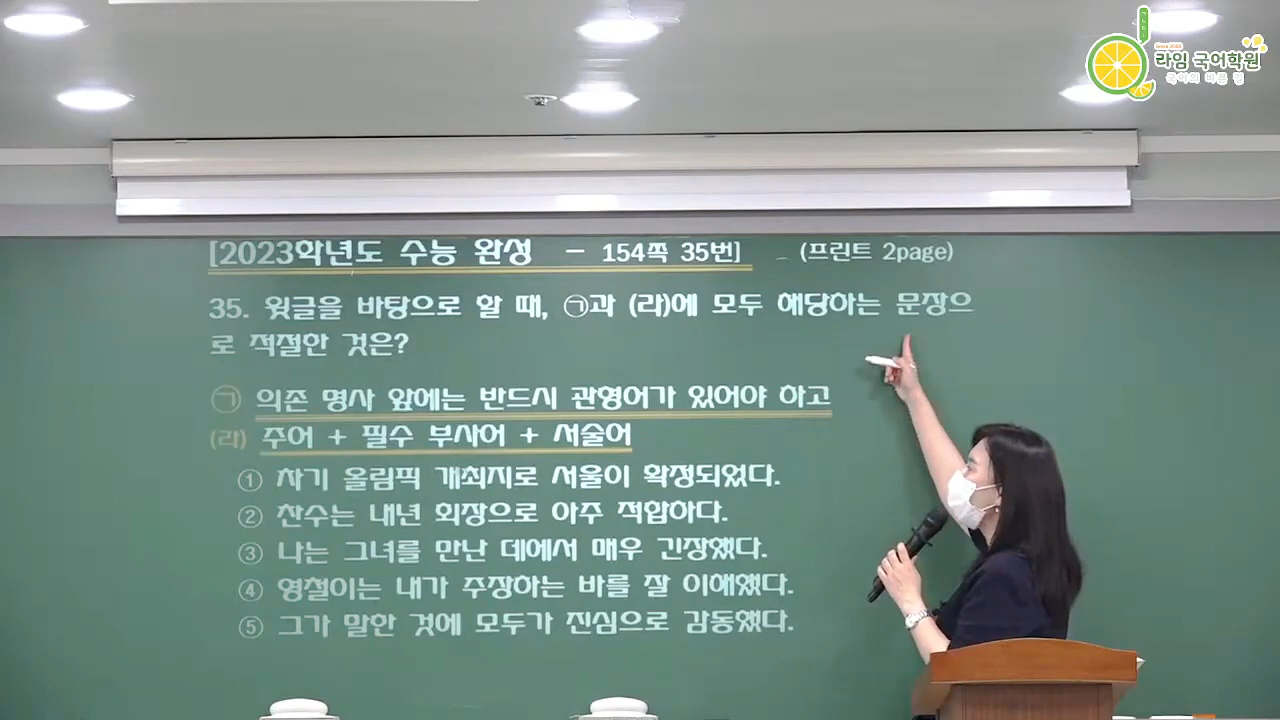 라임 국어학원
국어의 바른 길
[2023학년도 수능 완성 - 154쪽 35번] (프린트 2page)
35. 윗글을 바탕으로 할 때, ㉠과 (라)에 모두 해당하는 문장으
로 적절한 것은?
㉠ 의존 명사 앞에는 반드시 관형어가 있어야 하고
(라) 주어 + 필수 부사어 + 서술어
① 차기 올림픽 개최지로 서울이 확정되었다.
② 찬수는 내년 회장으로 아주 적합하다.
③ 나는 그녀를 만난 데에서 매우 긴장했다.
④ 영철이는 내가 주장하는 바를 잘 이해했다.
⑤ 그가 말한 것에 모두가 진심으로 감동했다.